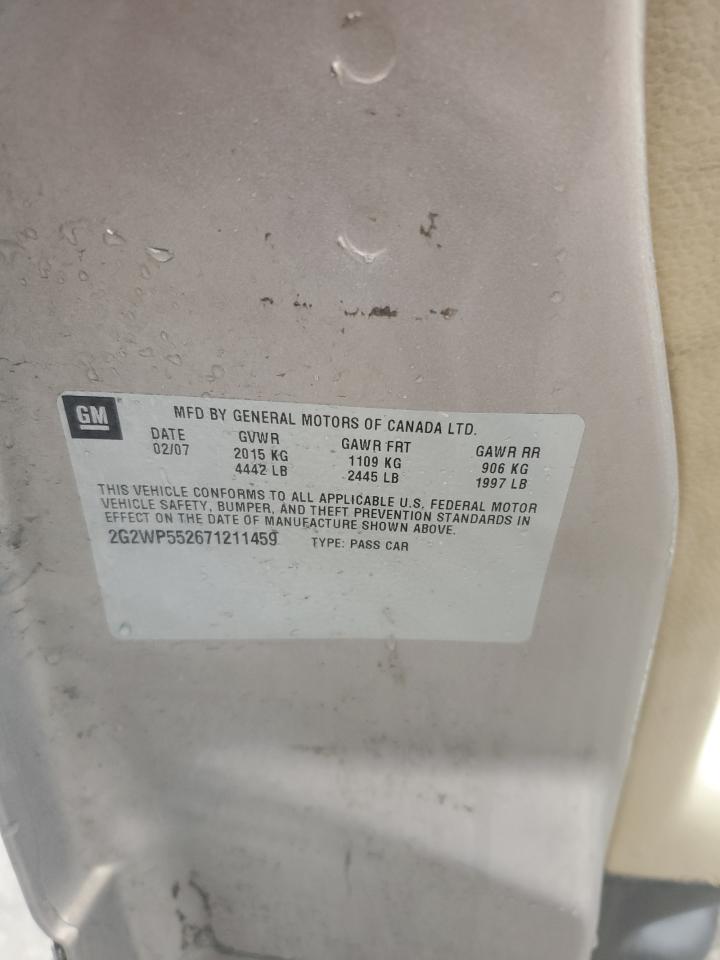 GM
MFD BY GENERAL MOTORS OF CANADA LTD.
DATE GVWR GAWR FRT GAWR RR
02/07 2015 KG 1109 KG 906 KG
4442 LB 2445 LB 1997 LB
THIS VEHICLE CONFORMS TO ALL APPLICABLE U.S. FEDERAL MOTOR
VEHICLE SAFETY, BUMPER, AND THEFT PREVENTION STANDARDS IN
EFFECT ON THE DATE OF MANUFACTURE SHOWN ABOVE.
2G2WP552671211459 TYPE: PASS CAR